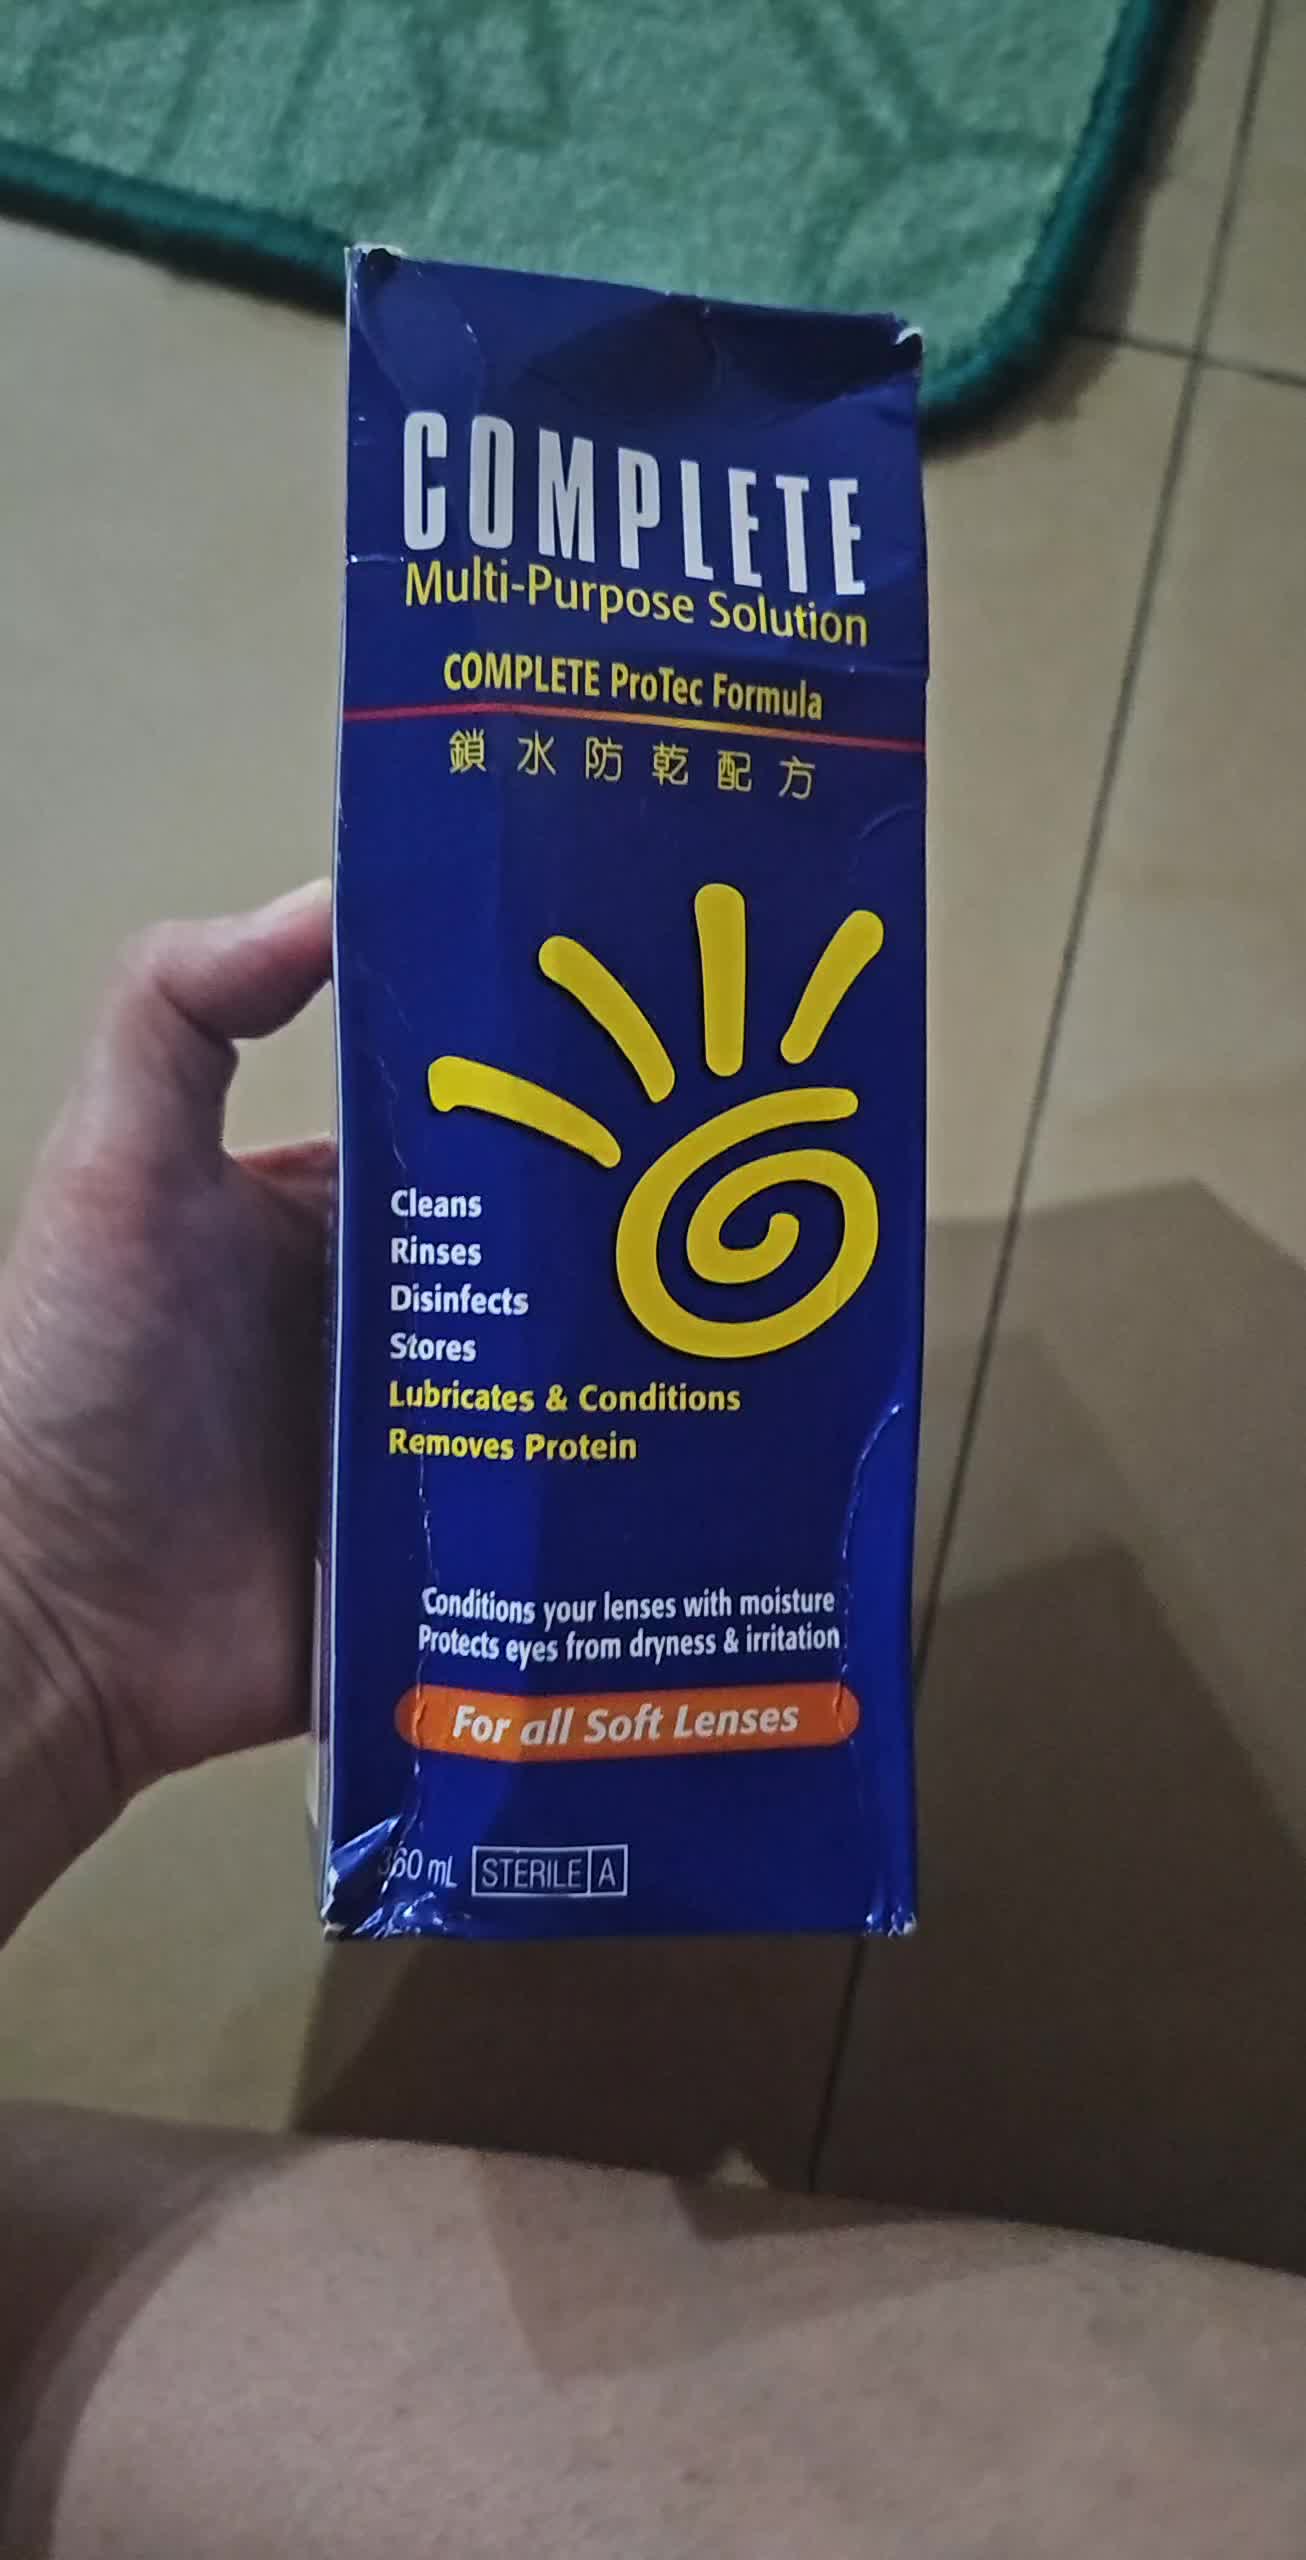 COMPLETE
Multi-Purpose Solution
COMPLETE ProTec Formula
鎖水防乾配方
Cleans
Rinses
Disinfects
Stores
Lubricates & Conditions
Removes Protein
Conditions your lenses with moisture
Protects eyes from dryness & irritation
For all Soft Lenses
360 mL STERILE A